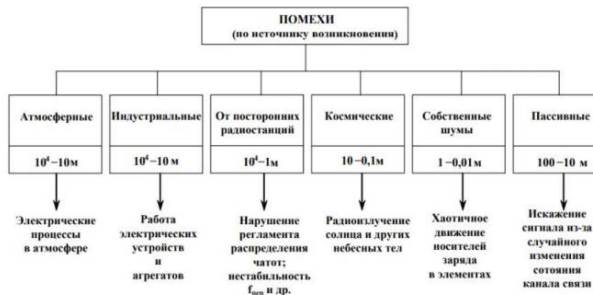 ПОМЕХИ
(по источнику возникновения)
Атмосферные
10⁴–10м
Электрические
процессы
в атмосфере
Индустриальные
10⁴–10 м
Работа
электрических
устройств
и
агрегатов
От посторонних
радиостанций
10⁴–1м
Нарушение
регламента
распределения
чатот;
нестабильность
fпер и др.
Космические
10–0,1м
Радиоизлучение
солнца и других
небесных тел
Собственные
шумы
1–0,01м
Хаотичное
движение
носителей
заряда
в элементах
Пассивные
100–10 м
Искажение
сигнала из-за
случайного
изменения
сотояния
канала связи